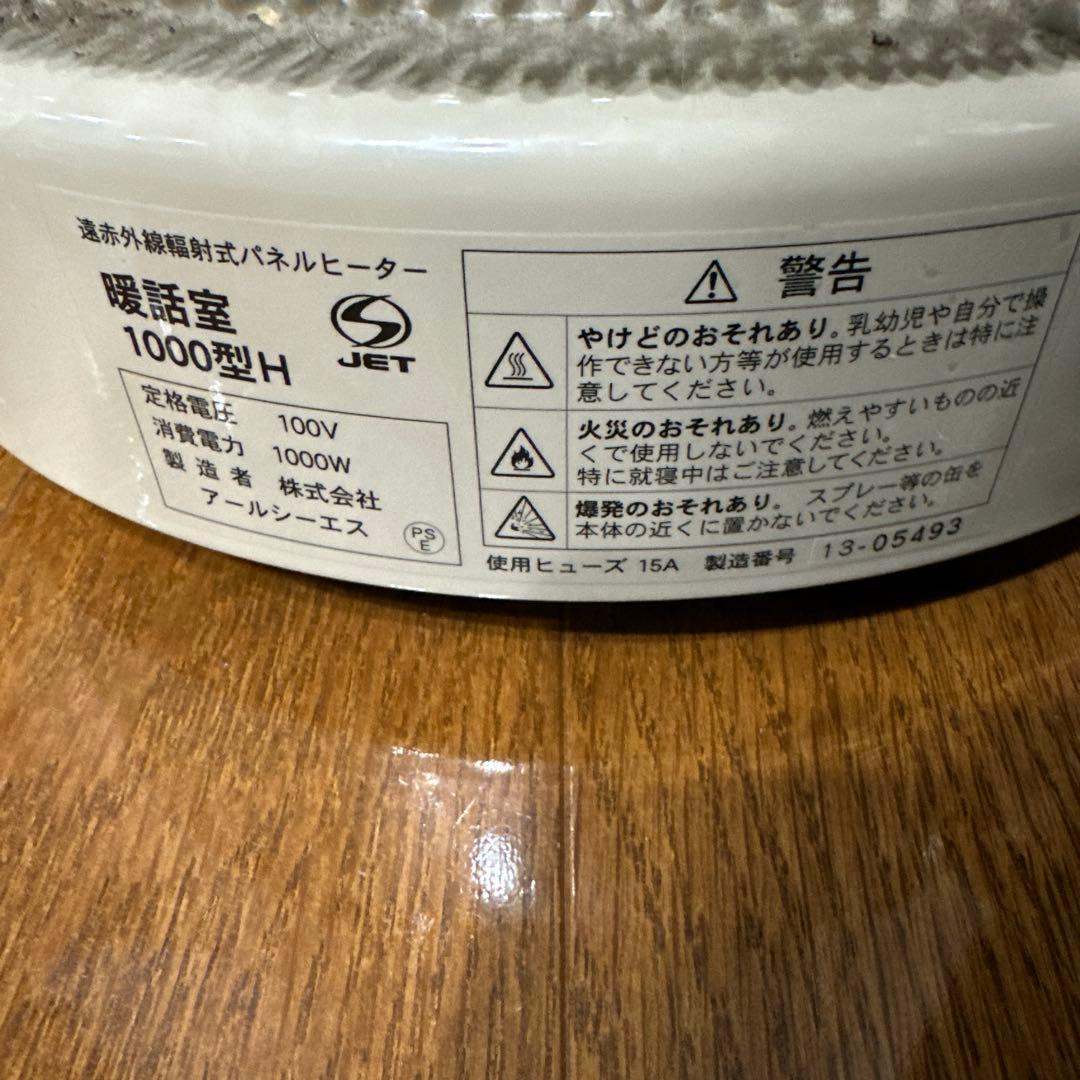 遠赤外線輻射式パネルヒーター
暖話室
1000型H
JET
定格電圧 100V
消費電力 1000W
製造者 株式会社
アールシーエス
PS
E
警告
やけどのおそれあり。乳幼児や自分で操
作できない方等が使用するときは特に注
意してください。
火災のおそれあり。燃えやすいものの近
くで使用しないでください。
特に就寝中はご注意してください。
爆発のおそれあり。スプレー等の缶を
本体の近くに置かないでください。
使用ヒューズ 15A 製造番号 13-05493